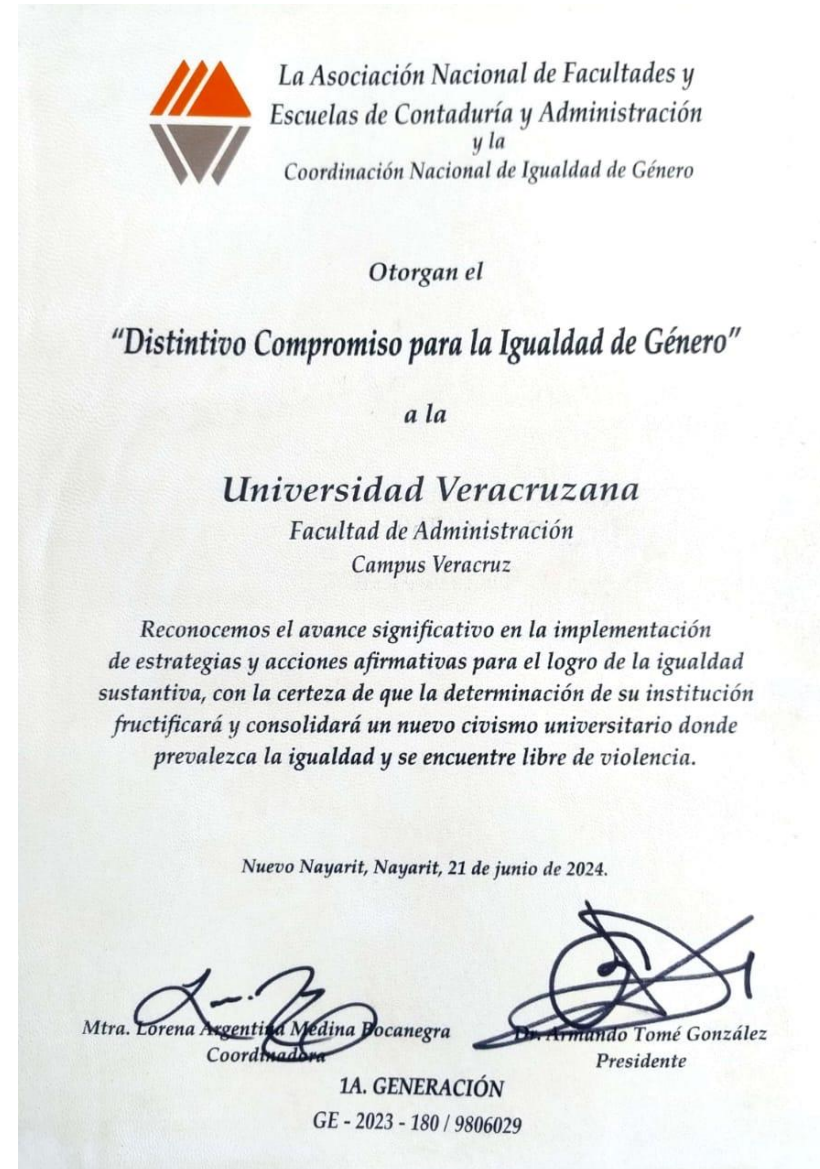 La Asociación Nacional de Facultades y
Escuelas de Contaduría y Administración
y la
Coordinación Nacional de Igualdad de Género
Otorgan el
"Distintivo Compromiso para la Igualdad de Género"
a la
Universidad Veracruzana
Facultad de Administración
Campus Veracruz
Reconocemos el avance significativo en la implementación
de estrategias y acciones afirmativas para el logro de la igualdad
sustantiva, con la certeza de que la determinación de su institución
fructificará y consolidará un nuevo civismo universitario donde
prevalezca la igualdad y se encuentre libre de violencia.
Nuevo Nayarit, Nayarit, 21 de junio de 2024.
Mtra. Lorena Argentina Medina Bocanegra
Coordinadora
Dr. Armando Tomé González
Presidente
1A. GENERACIÓN
GE - 2023 - 180 / 9806029